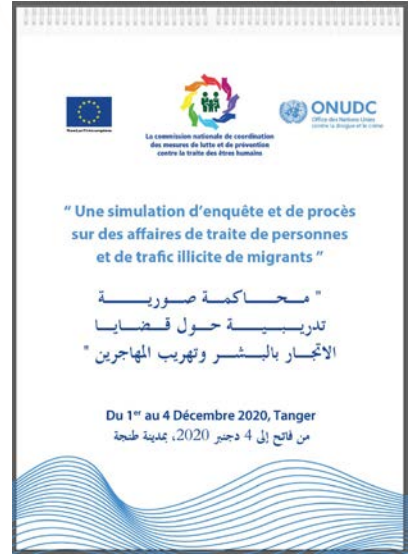 ONUDC
Office des Nations Unies
contre la drogue et le crime
La commission nationale de coordination
des mesures de lutte et de prévention
contre la traite des êtres humains
" Une simulation d'enquête et de procès
sur des affaires de traite de personnes
et de trafic illicite de migrants "
" محاكمة صورية
تدريبية حول قضايا
الاتجار بالبشر وتهريب المهاجرين "
Du 1er au 4 Décembre 2020, Tanger
من فاتح إلى 4 دجنبر 2020، بمدينة طنجة